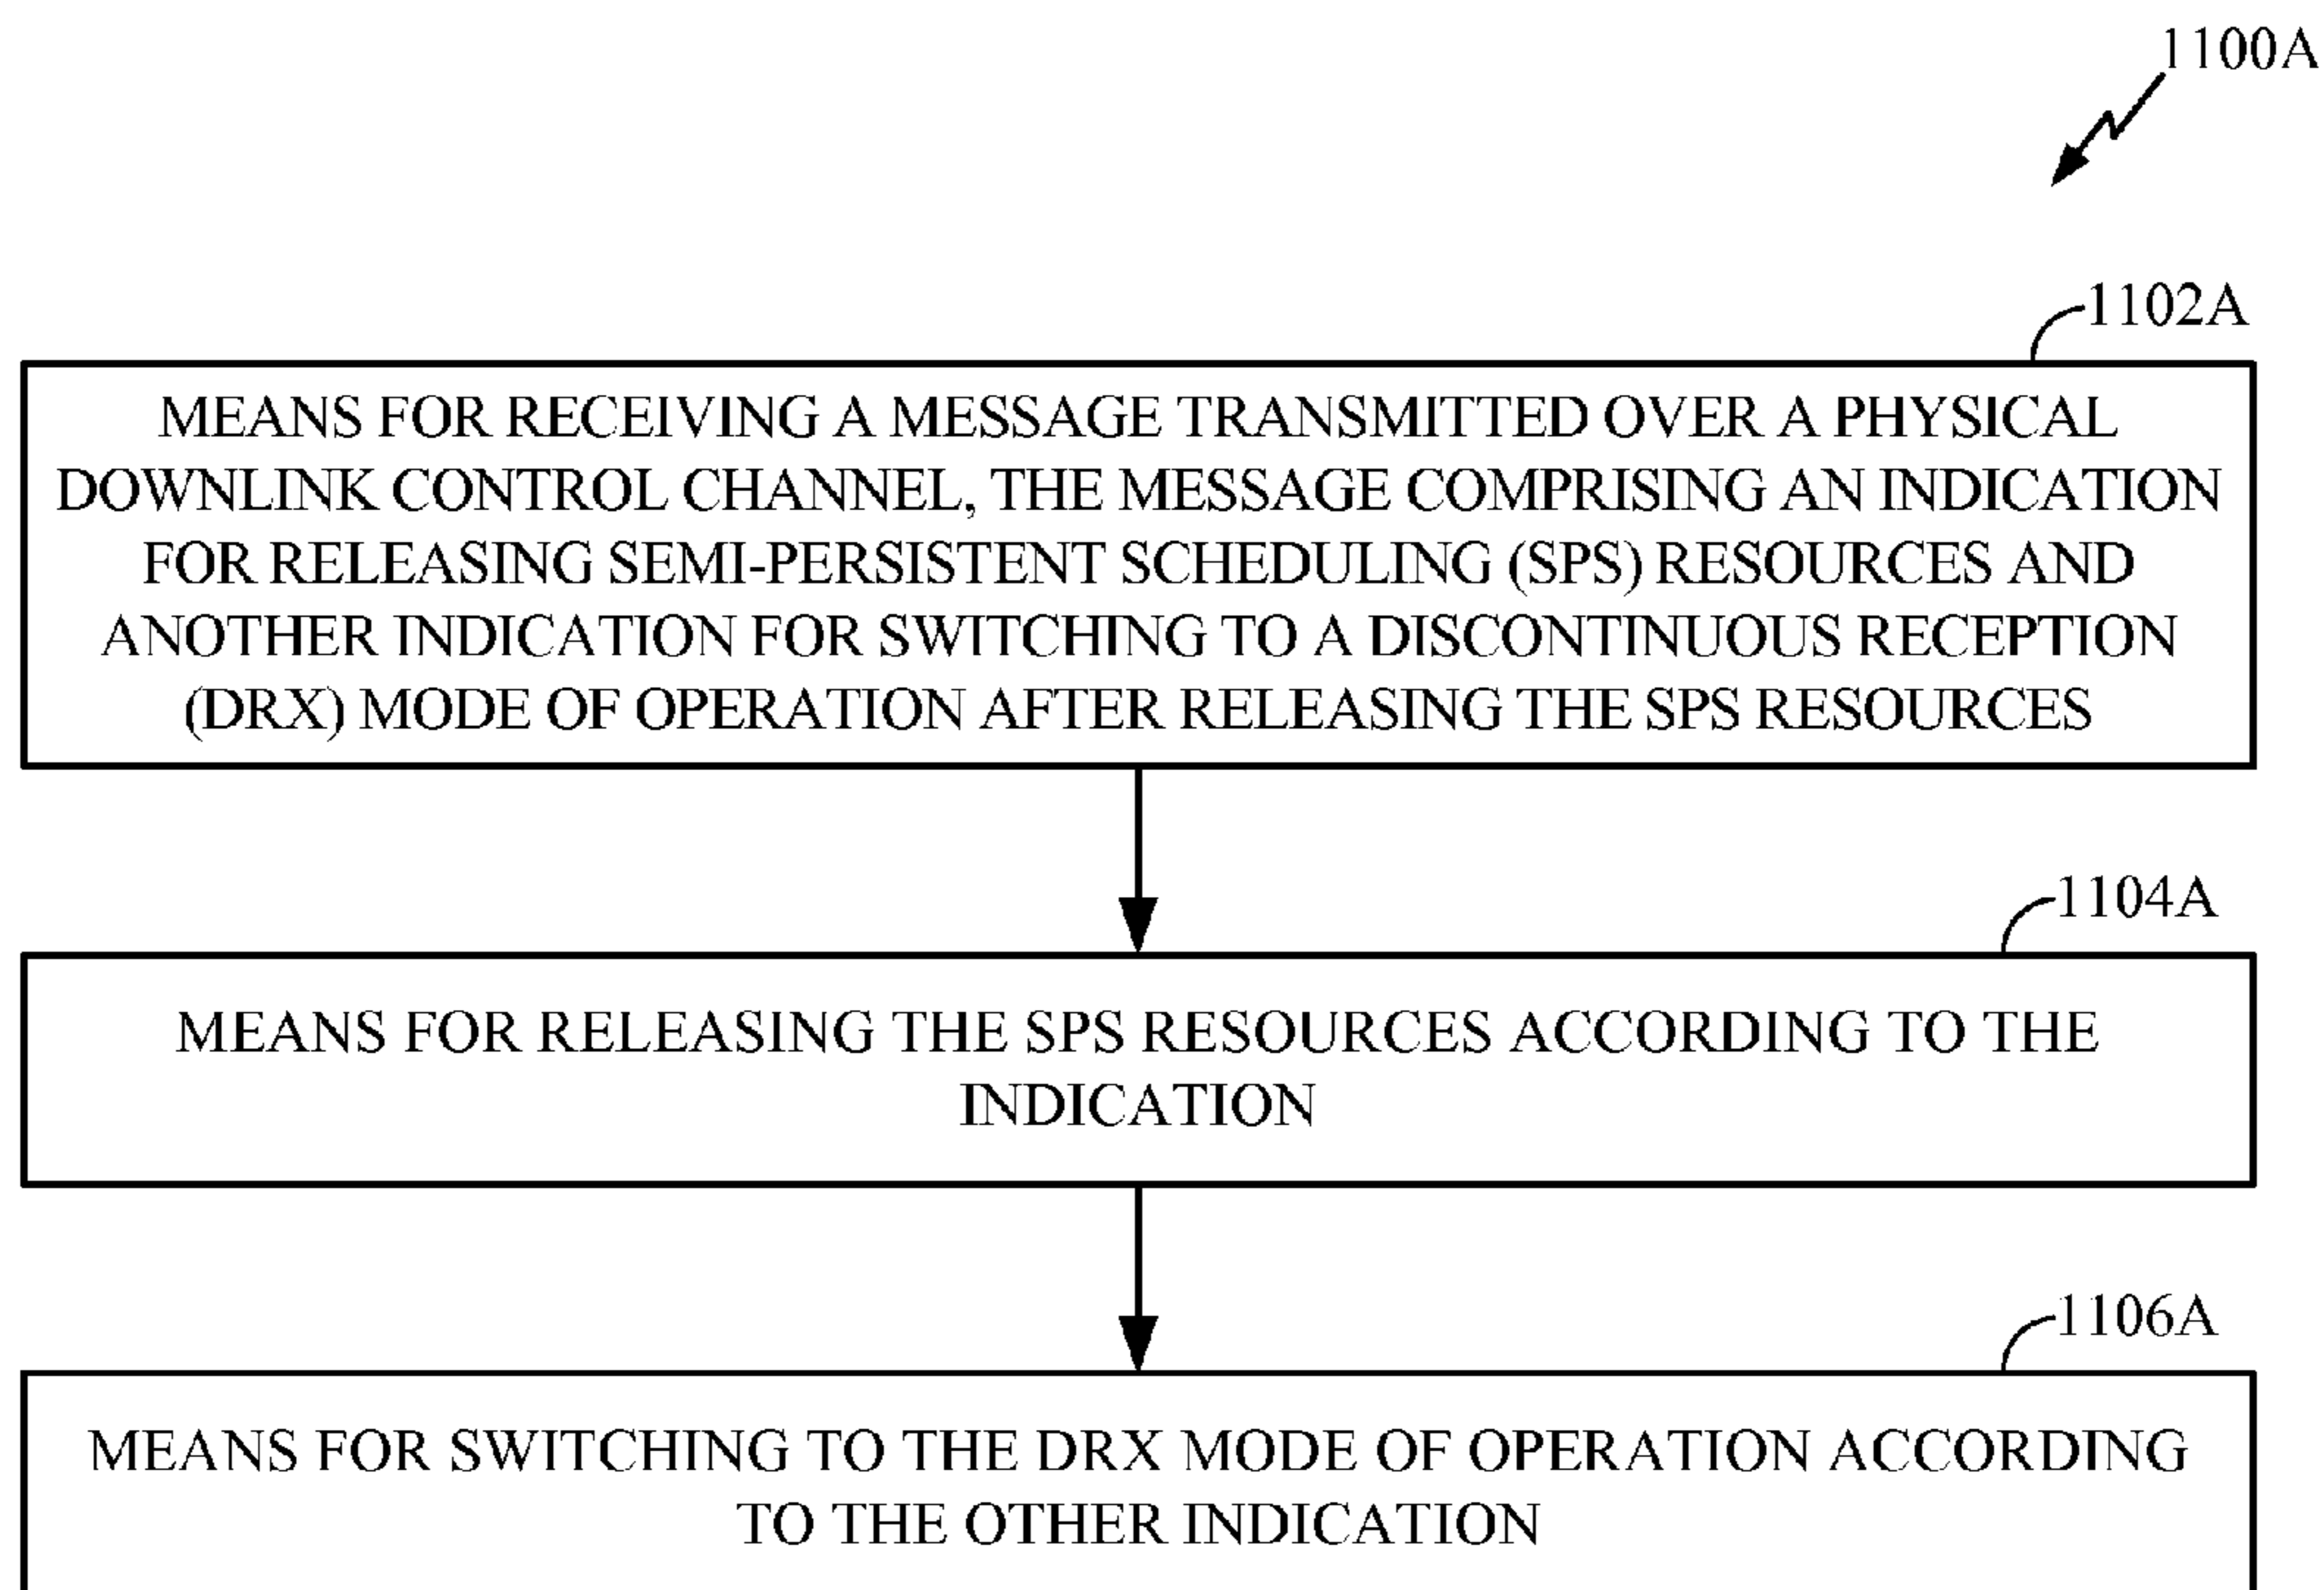 1100A
1102A
MEANS FOR RECEIVING A MESSAGE TRANSMITTED OVER A PHYSICAL
DOWNLINK CONTROL CHANNEL, THE MESSAGE COMPRISING AN INDICATION
FOR RELEASING SEMI-PERSISTENT SCHEDULING (SPS) RESOURCES AND
ANOTHER INDICATION FOR SWITCHING TO A DISCONTINUOUS RECEPTION
(DRX) MODE OF OPERATION AFTER RELEASING THE SPS RESOURCES
1104A
MEANS FOR RELEASING THE SPS RESOURCES ACCORDING TO THE
INDICATION
1106A
MEANS FOR SWITCHING TO THE DRX MODE OF OPERATION ACCORDING
TO THE OTHER INDICATION